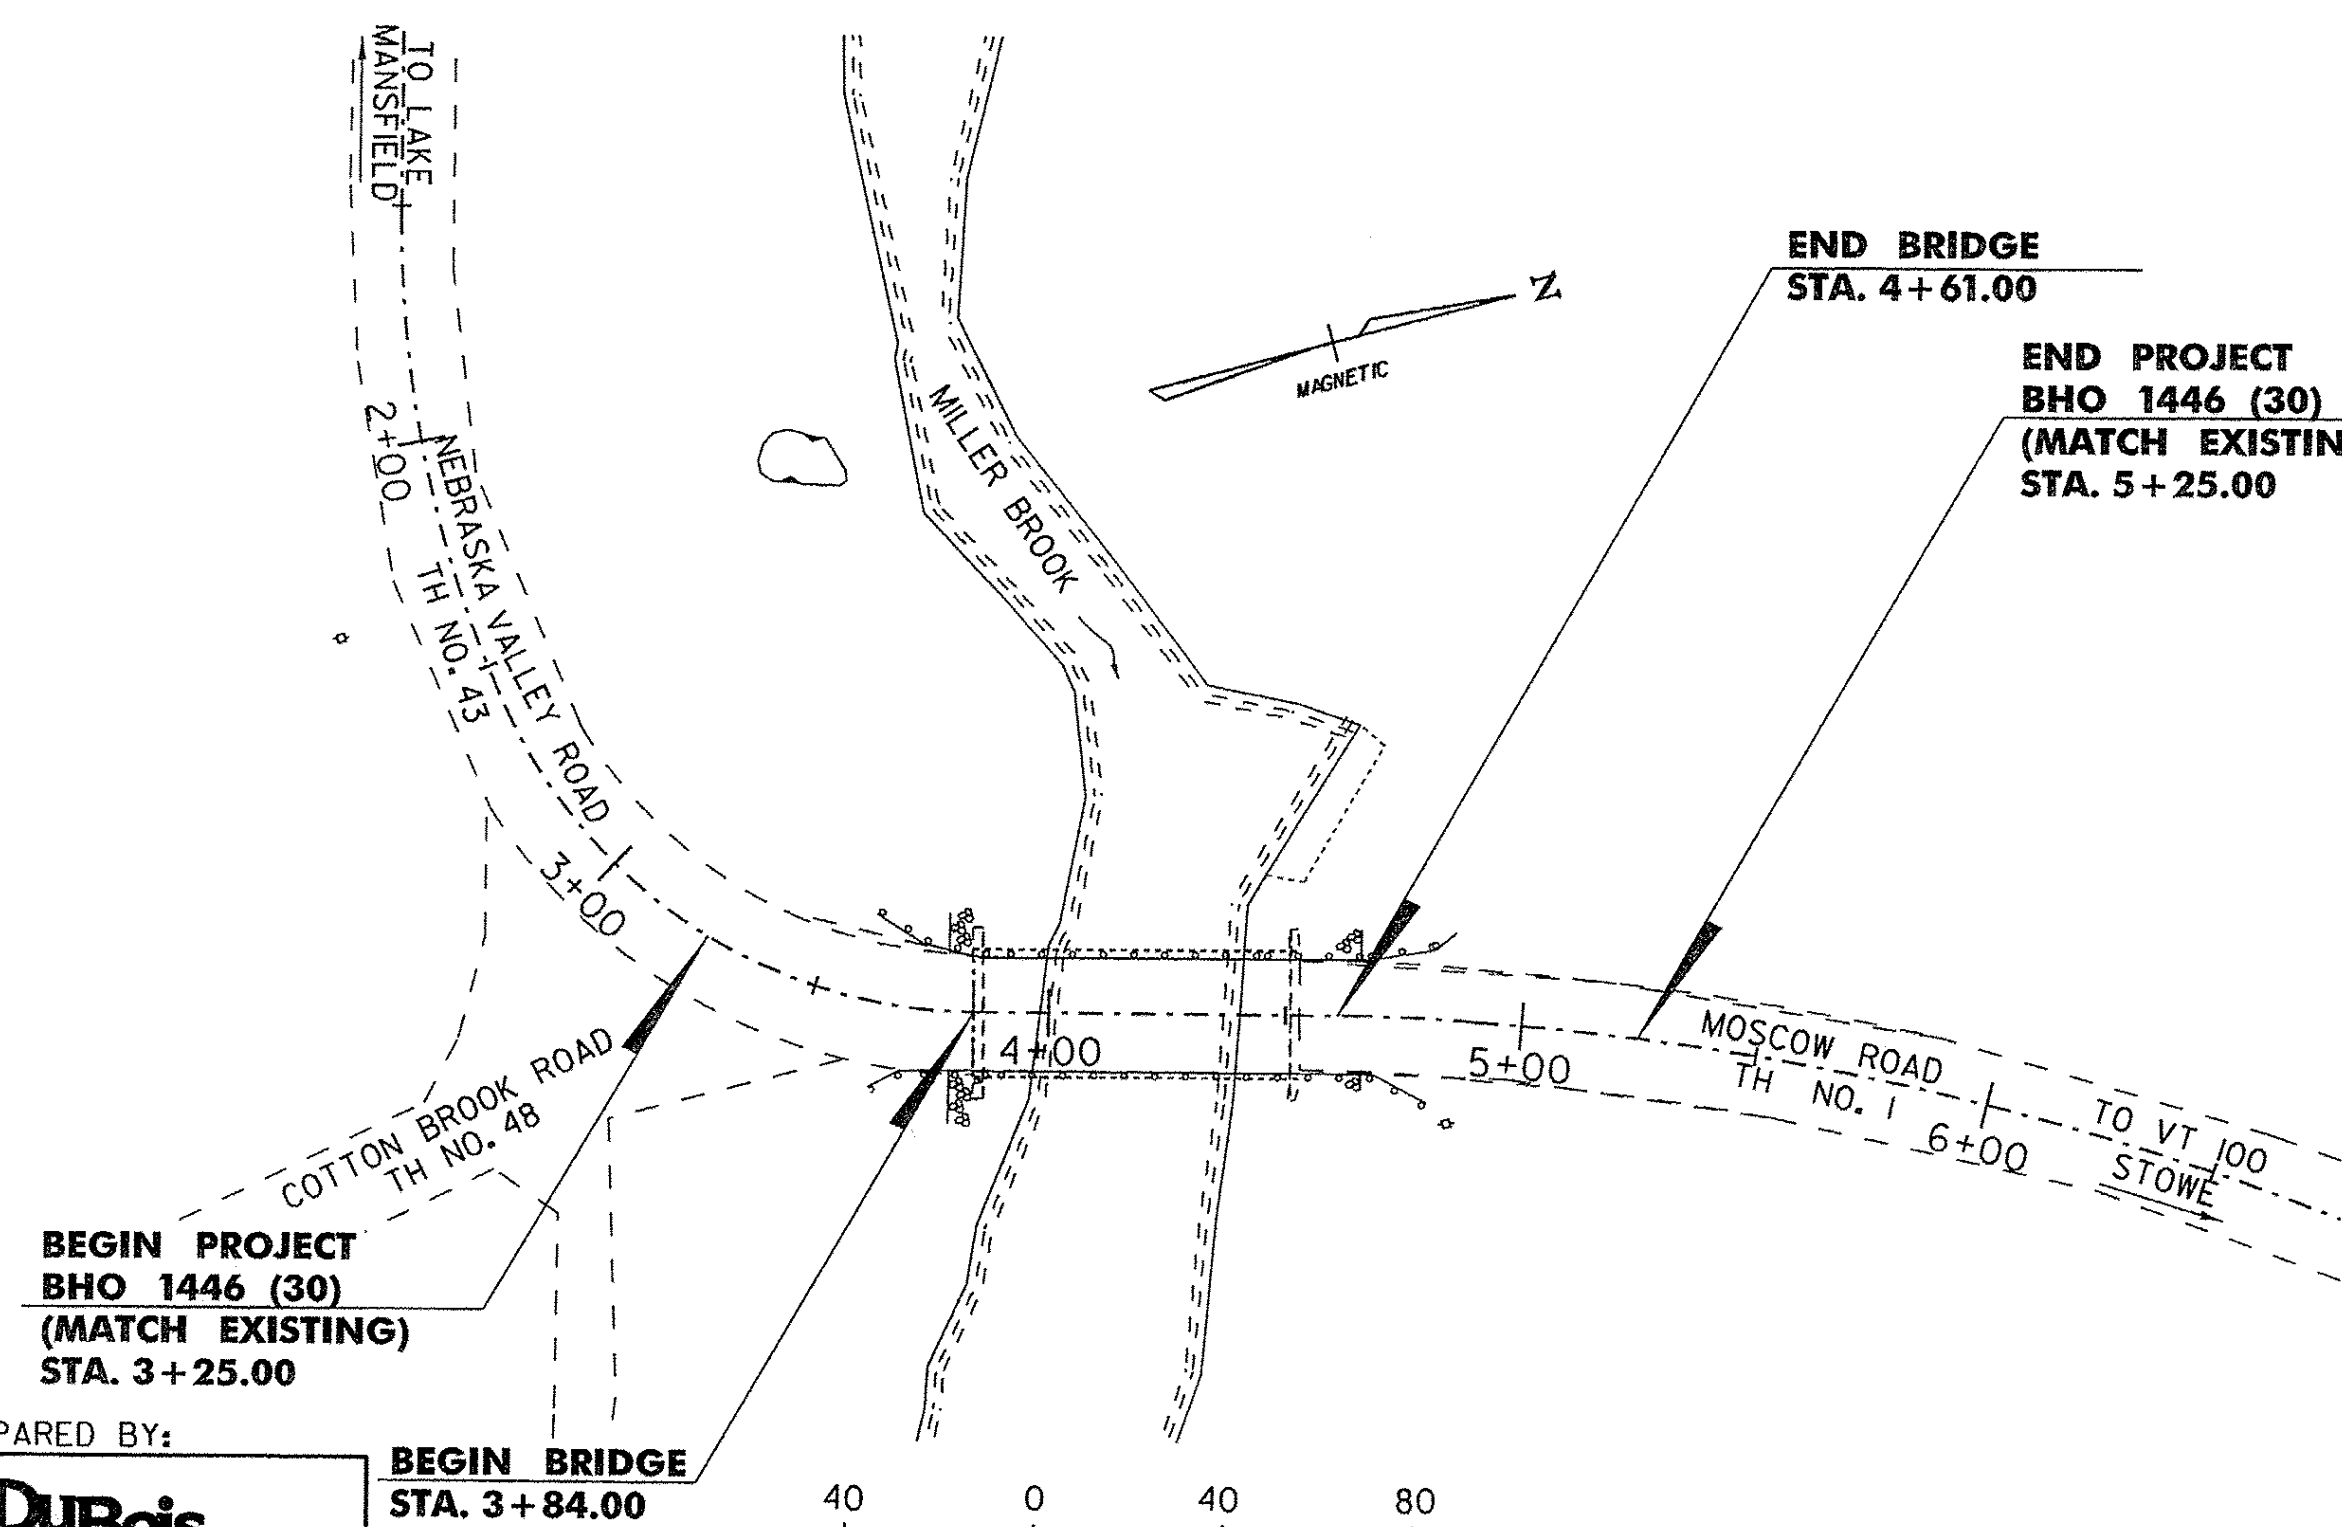 TO LAKE
MANSFIELD
N
MAGNETIC
END BRIDGE
STA. 4+61.00
END PROJECT
BHO 1446 (30)
(MATCH EXISTIN
STA. 5+25.00
MILLER BROOK
2+00
NEBRASKA VALLEY ROAD
TH NO. 43
3+00
4+00
5+00
MOSCOW ROAD
TH NO. 1
6+00
TO VT 100
STOWE
COTTON BROOK ROAD
TH NO. 48
BEGIN PROJECT
BHO 1446 (30)
(MATCH EXISTING)
STA. 3+25.00
PARED BY:
DuBois
BEGIN BRIDGE
STA. 3+84.00
40 0 40 80